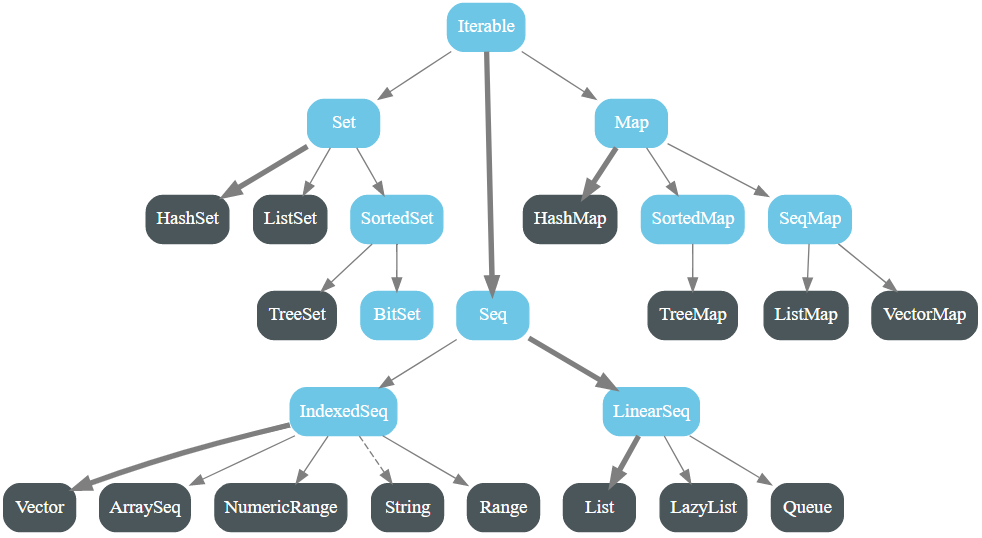 Iterable
Set
Map
HashSet
ListSet
SortedSet
HashMap
SortedMap
SeqMap
TreeSet
BitSet
Seq
TreeMap
ListMap
VectorMap
IndexedSeq
LinearSeq
Vector
ArraySeq
NumericRange
String
Range
List
LazyList
Queue